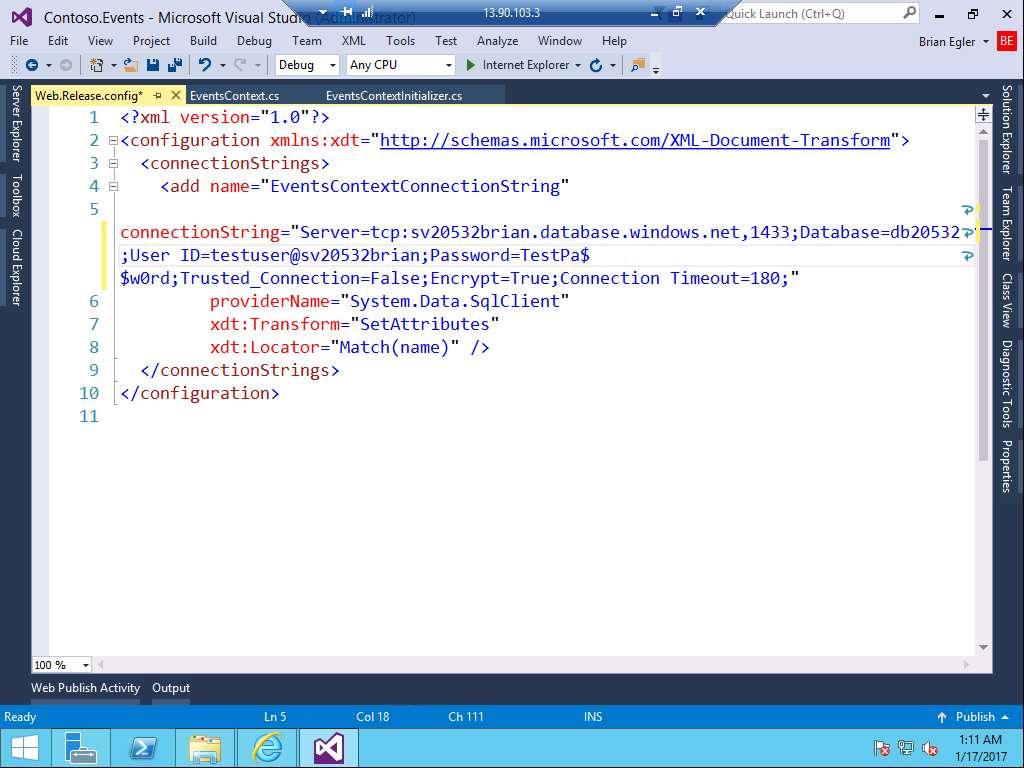 Contoso.Events - Microsoft Visual Studio (Administrator)
13.90.103.3
Quick Launch (Ctrl+Q)
File Edit View Project Build Debug Team XML Tools Test Analyze Window Help
Brian Egler BE
Debug Any CPU Internet Explorer
Web.Release.config* EventsContext.cs EventsContextInitializer.cs
Server Explorer
Toolbox
Cloud Explorer
1 <?xml version="1.0"?>
2 <configuration xmlns:xdt="http://schemas.microsoft.com/XML-Document-Transform">
3 <connectionStrings>
4 <add name="EventsContextConnectionString"
5
connectionString="Server=tcp:sv20532brian.database.windows.net,1433;Database=db20532
;User ID=testuser@sv20532brian;Password=TestPa$
$w0rd;Trusted_Connection=False;Encrypt=True;Connection Timeout=180;"
6 providerName="System.Data.SqlClient"
7 xdt:Transform="SetAttributes"
8 xdt:Locator="Match(name)" />
9 </connectionStrings>
10 </configuration>
11
Solution Explorer
Team Explorer
Class View
Diagnostic Tools
Properties
100 %
Web Publish Activity Output
Ready Ln 5 Col 18 Ch 111 INS Publish
1:11 AM
1/17/2017